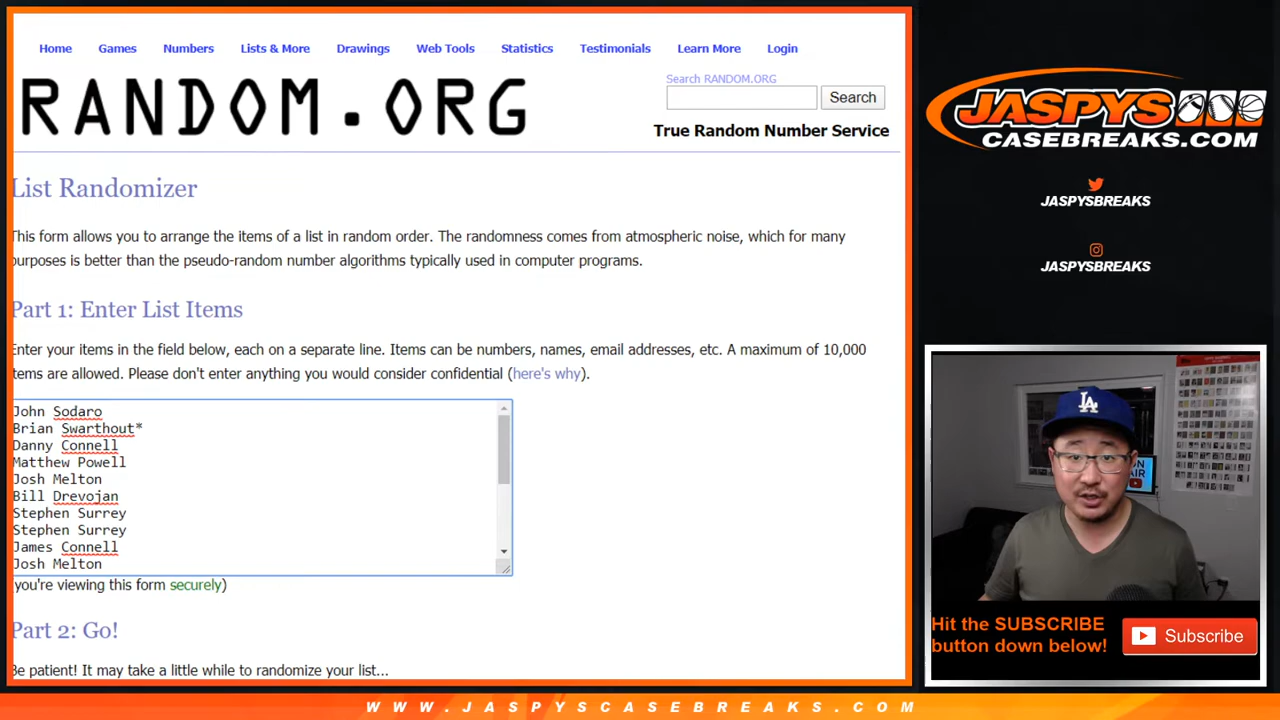 Home Games Numbers Lists & More Drawings Web Tools Statistics Testimonials Learn More Login
RANDOM.ORG
Search RANDOM.ORG
Search
True Random Number Service
List Randomizer
This form allows you to arrange the items of a list in random order. The randomness comes from atmospheric noise, which for many
purposes is better than the pseudo-random number algorithms typically used in computer programs.
Part 1: Enter List Items
Enter your items in the field below, each on a separate line. Items can be numbers, names, email addresses, etc. A maximum of 10,000
items are allowed. Please don't enter anything you would consider confidential (here's why).
John Sodaro
Brian Swarthout*
Danny Connell
Matthew Powell
Josh Melton
Bill Drevojan
Stephen Surrey
Stephen Surrey
James Connell
Josh Melton
you're viewing this form securely)
Part 2: Go!
Be patient! It may take a little while to randomize your list...
JASPYS
CASEBREAKS.COM
JASPYSBREAKS
JASPYSBREAKS
LA
ON
AIR
Hit the SUBSCRIBE
button down below!
Subscribe
WWW.JASPYSCASEBREAKS.COM